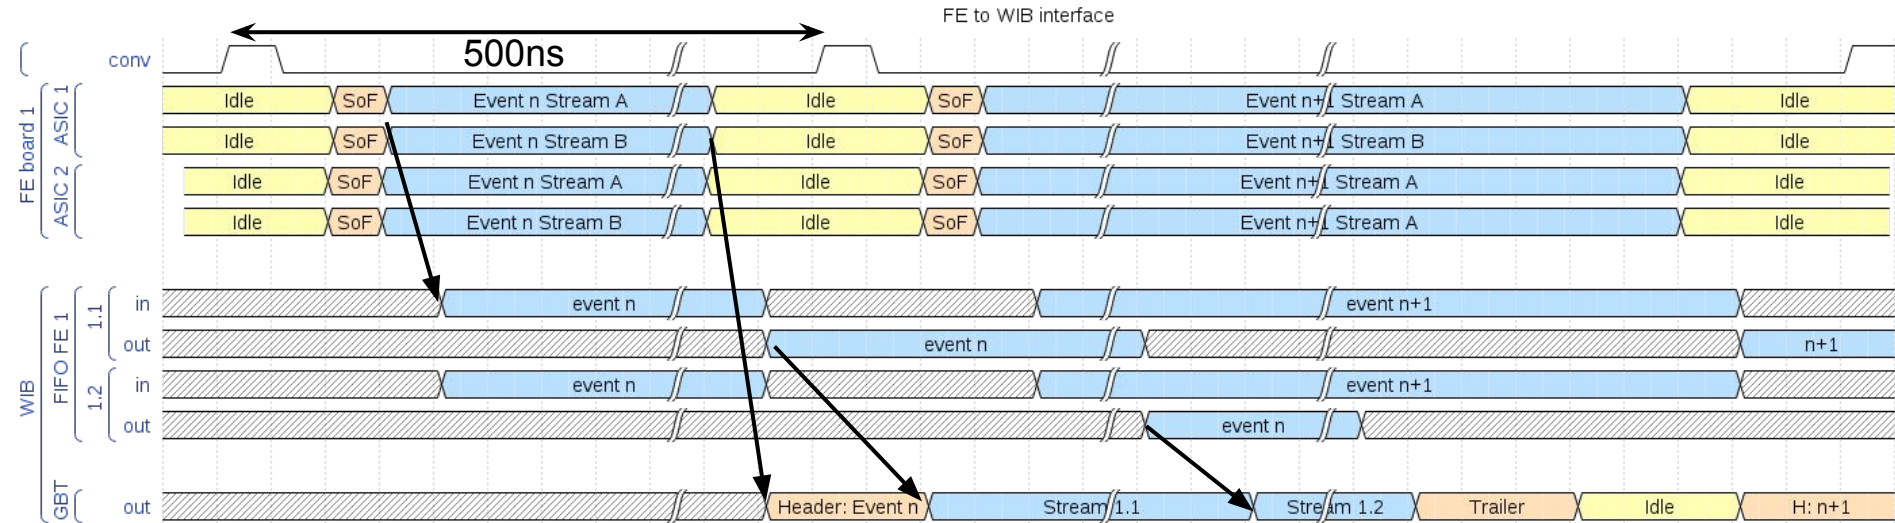 FE to WIB interface
500ns
conv
FE board 1
ASIC 1
Idle SoF Event n Stream A Idle SoF Event n+1 Stream A Idle
Idle SoF Event n Stream B Idle SoF Event n+1 Stream B Idle
ASIC 2
Idle SoF Event n Stream A Idle SoF Event n+1 Stream A Idle
Idle SoF Event n Stream B Idle SoF Event n+1 Stream A Idle
WIB
FIFO FE 1
1.1
in event n event n+1
out event n n+1
1.2
in event n event n+1
out event n
GBT
out Header: Event n Stream 1.1 Stream 1.2 Trailer Idle H: n+1